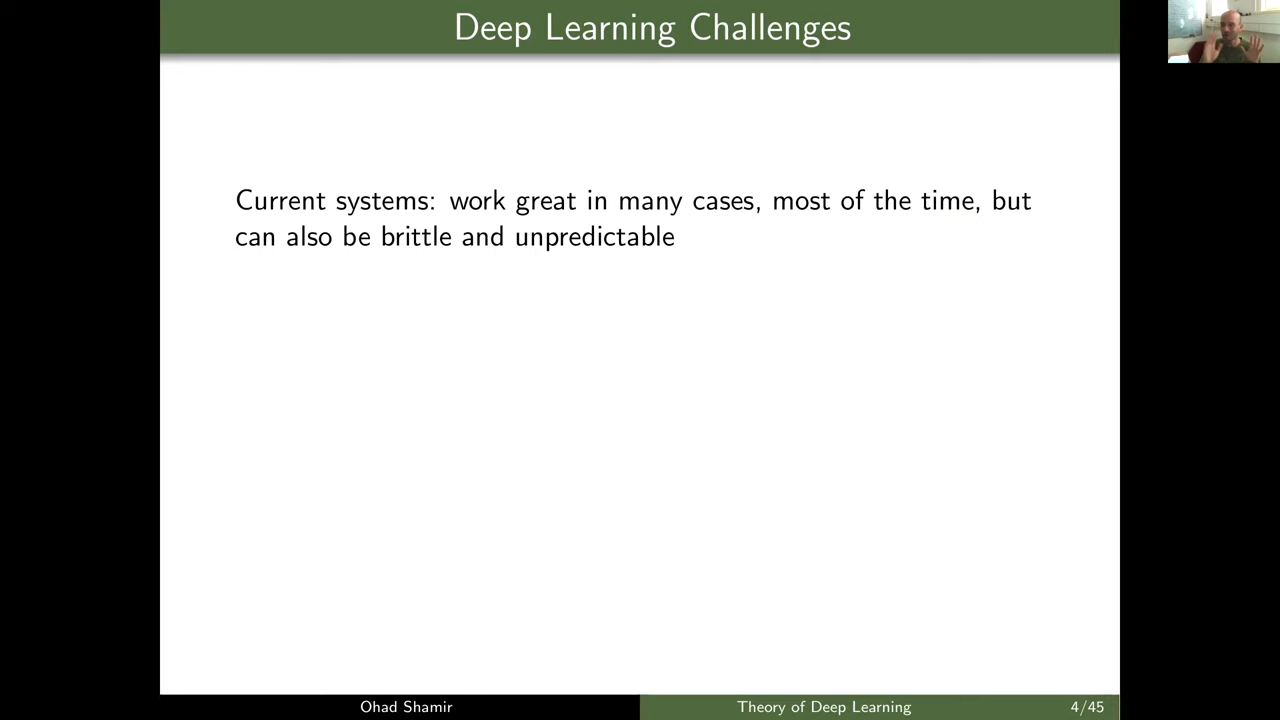 Deep Learning Challenges
Current systems: work great in many cases, most of the time, but
can also be brittle and unpredictable
Ohad Shamir
Theory of Deep Learning
4/45